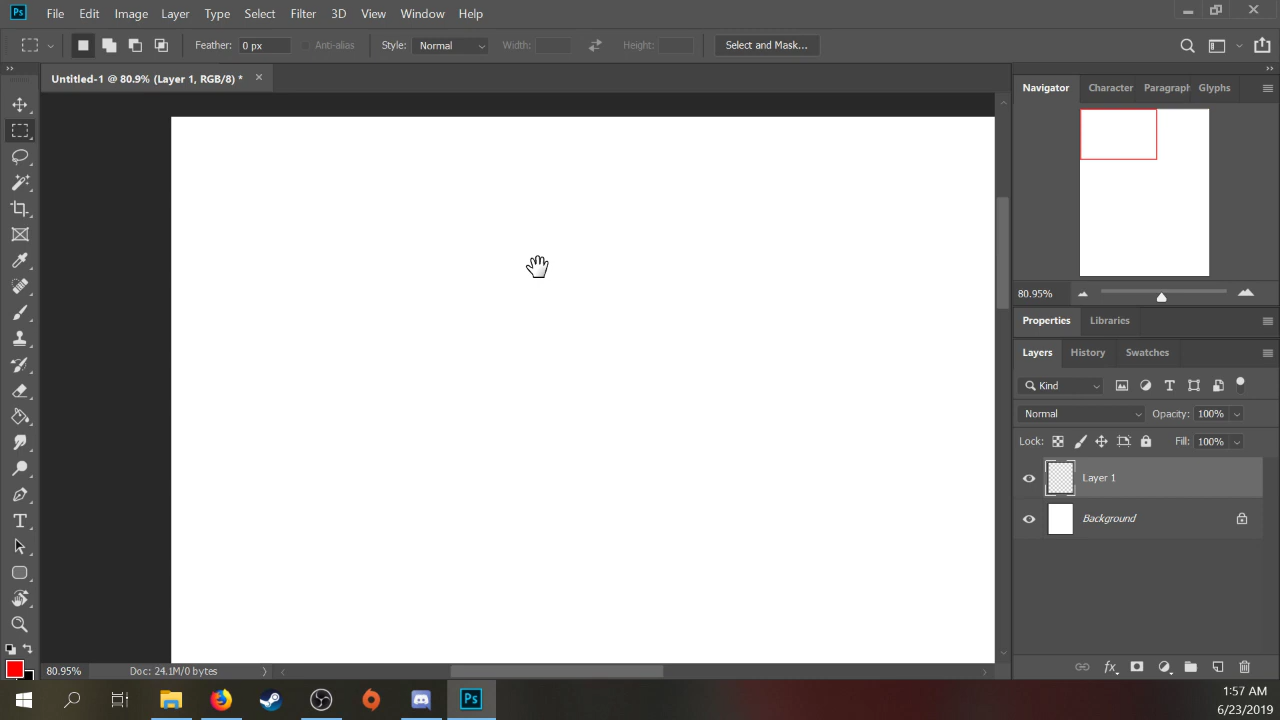 Ps File Edit Image Layer Type Select Filter 3D View Window Help
Feather: 0 px Anti-alias Style: Normal Width: Height: Select and Mask...
Untitled-1 @ 80.9% (Layer 1, RGB/8) *
Navigator Character Paragraph Glyphs
80.95%
Properties Libraries
Layers History Swatches
Kind
Normal Opacity: 100%
Lock: Fill: 100%
Layer 1
Background
fx
80.95% Doc: 24.1M/0 bytes
Ps
1:57 AM
6/23/2019